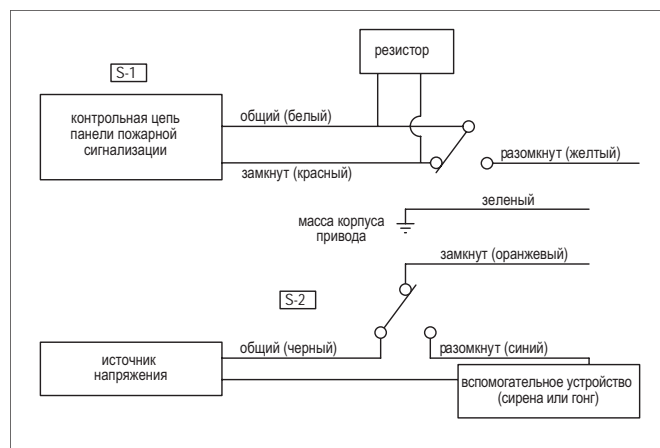 резистор
S-1
контрольная цепь
панели пожарной
сигнализации
общий (белый)
замкнут (красный)
разомкнут (желтый)
зеленый
масса корпуса
привода
замкнут (оранжевый)
S-2
источник
напряжения
общий (черный)
разомкнут (синий)
вспомогательное устройство
(сирена или гонг)